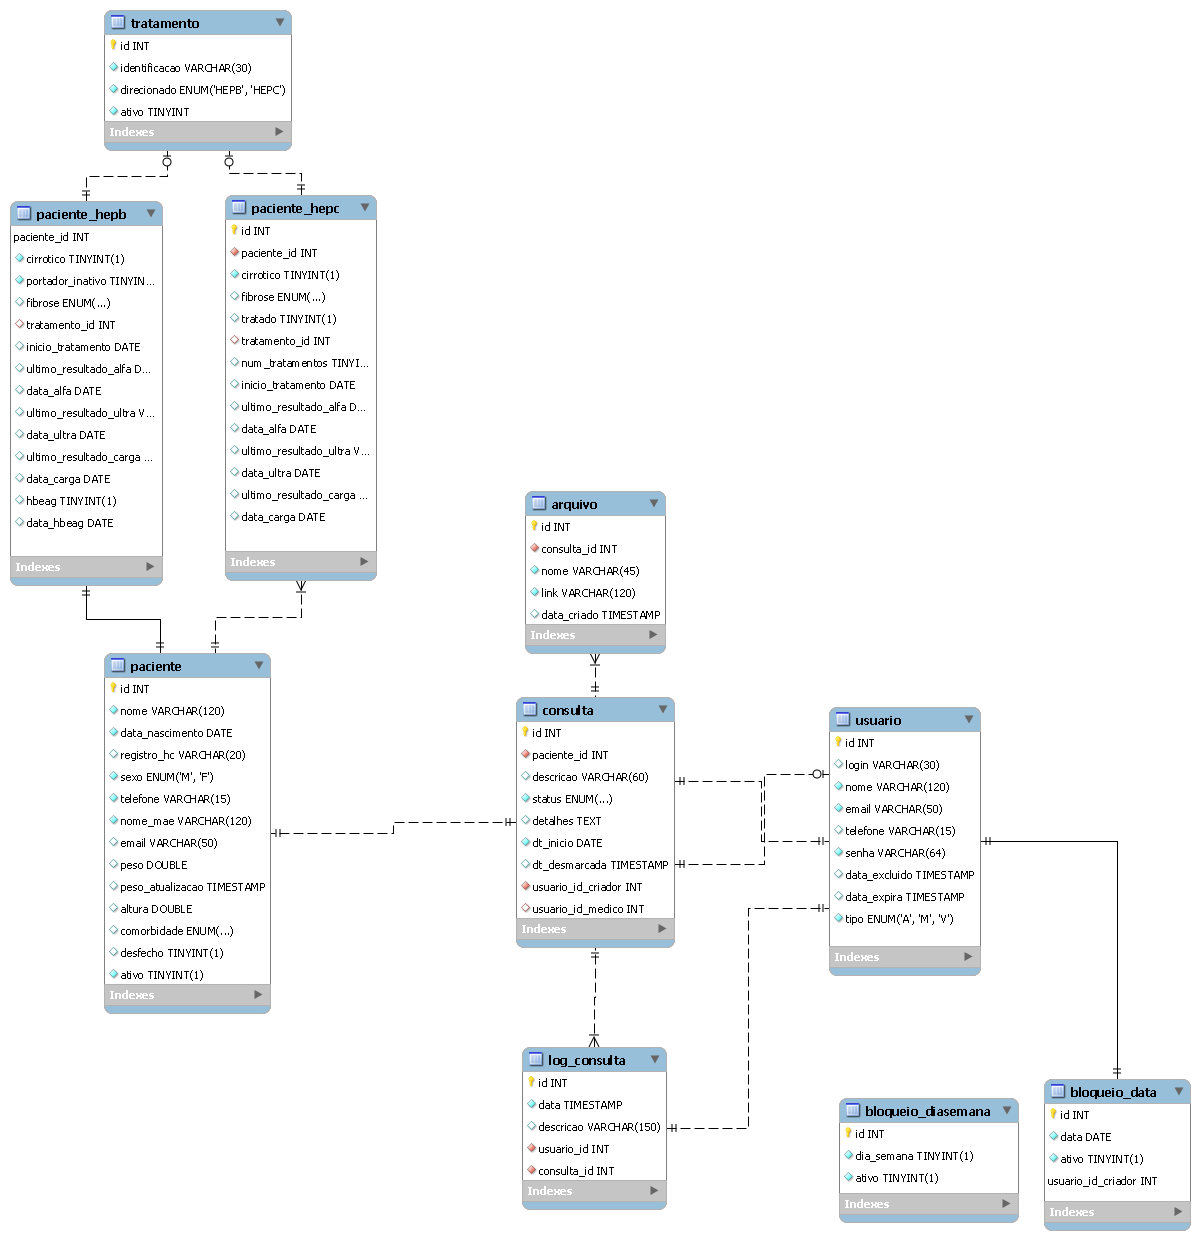 tratamento
id INT
identificacao VARCHAR(30)
direcionado ENUM('HEPB', 'HEPC')
ativo TINYINT
Indexes
paciente_hepb
paciente_id INT
cirrotico TINYINT(1)
portador_inativo TINYIN...
fibrose ENUM(...)
tratamento_id INT
inicio_tratamento DATE
ultimo_resultado_alfa D...
data_alfa DATE
ultimo_resultado_ultra V...
data_ultra DATE
ultimo_resultado_carga ...
data_carga DATE
hbeag TINYINT(1)
data_hbeag DATE
Indexes
paciente_hepc
id INT
paciente_id INT
cirrotico TINYINT(1)
fibrose ENUM(...)
tratado TINYINT(1)
tratamento_id INT
num_tratamentos TINYI...
inicio_tratamento DATE
ultimo_resultado_alfa D...
data_alfa DATE
ultimo_resultado_ultra V...
data_ultra DATE
ultimo_resultado_carga ...
data_carga DATE
Indexes
arquivo
id INT
consulta_id INT
nome VARCHAR(45)
link VARCHAR(120)
data_criado TIMESTAMP
Indexes
paciente
id INT
nome VARCHAR(120)
data_nascimento DATE
registro_hc VARCHAR(20)
sexo ENUM('M', 'F')
telefone VARCHAR(15)
nome_mae VARCHAR(120)
email VARCHAR(50)
peso DOUBLE
peso_atualizacao TIMESTAMP
altura DOUBLE
comorbidade ENUM(...)
desfecho TINYINT(1)
ativo TINYINT(1)
Indexes
consulta
id INT
paciente_id INT
descricao VARCHAR(60)
status ENUM(...)
detalhes TEXT
dt_inicio DATE
dt_desmarcada TIMESTAMP
usuario_id_criador INT
usuario_id_medico INT
Indexes
usuario
id INT
login VARCHAR(30)
nome VARCHAR(120)
email VARCHAR(50)
telefone VARCHAR(15)
senha VARCHAR(64)
data_excluido TIMESTAMP
data_expira TIMESTAMP
tipo ENUM('A', 'M', 'V')
Indexes
log_consulta
id INT
data TIMESTAMP
descricao VARCHAR(150)
usuario_id INT
consulta_id INT
Indexes
bloqueio_diasemana
id INT
dia_semana TINYINT(1)
ativo TINYINT(1)
Indexes
bloqueio_data
id INT
data DATE
ativo TINYINT(1)
usuario_id_criador INT
Indexes